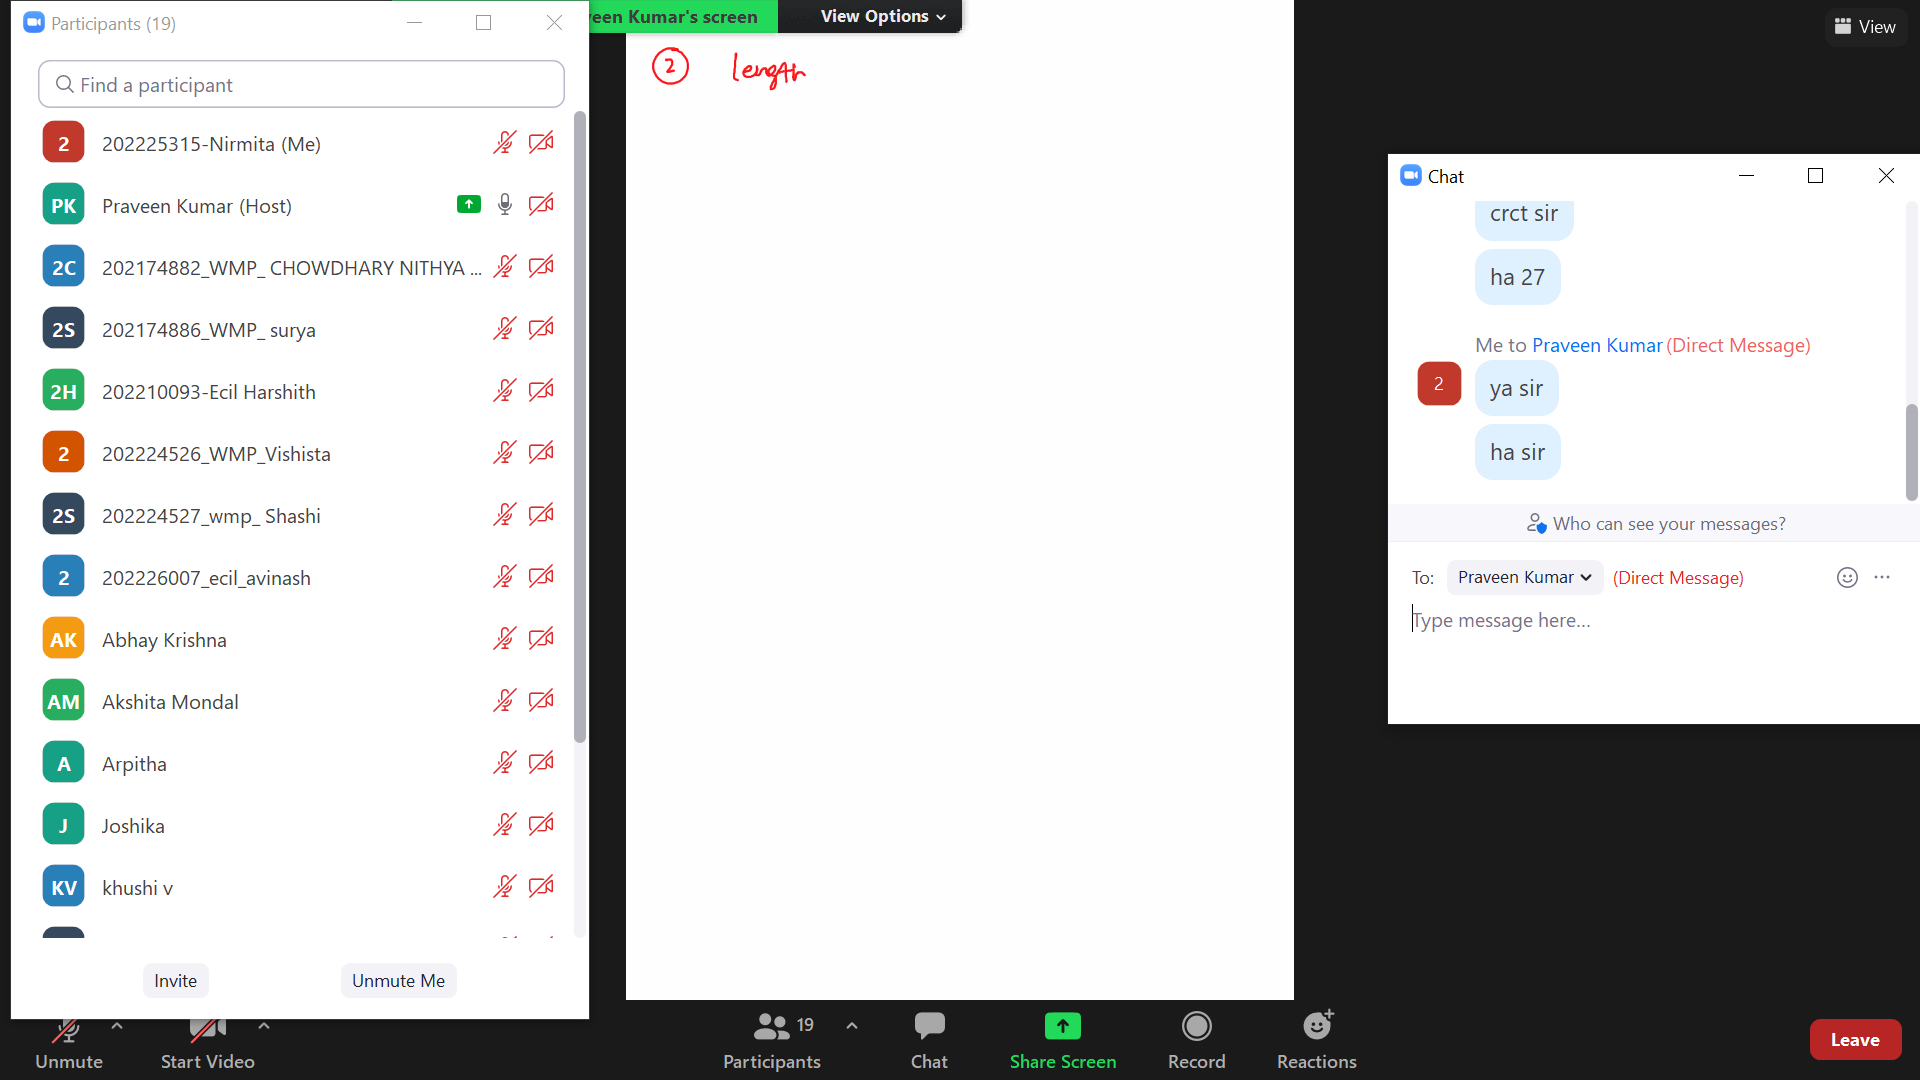 Participants (19)
Find a participant
2 202225315-Nirmita (Me)
PK Praveen Kumar (Host)
2C 202174882_WMP_ CHOWDHARY NITHYA ...
2S 202174886_WMP_ surya
2H 202210093-Ecil Harshith
2 202224526_WMP_Vishista
2S 202224527_wmp_ Shashi
2 202226007_ecil_avinash
AK Abhay Krishna
AM Akshita Mondal
A Arpitha
J Joshika
KV khushi v
Invite Unmute Me
veen Kumar's screen View Options
2 length
View
Chat
crct sir
ha 27
Me to Praveen Kumar (Direct Message)
2 ya sir
ha sir
Who can see your messages?
To: Praveen Kumar (Direct Message)
Type message here...
Unmute Start Video 19 Participants Chat Share Screen Record Reactions Leave